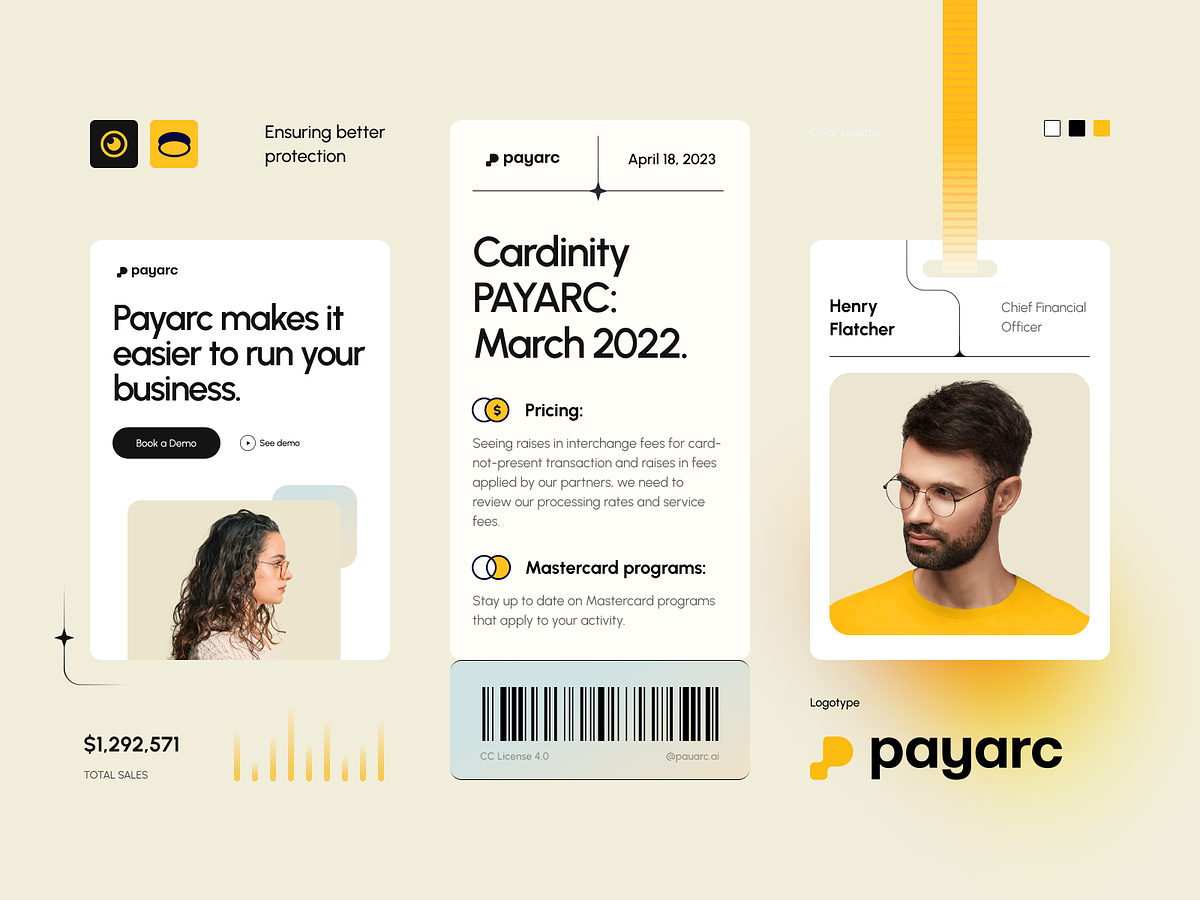 Ensuring better
protection
payarc
Payarc makes it
easier to run your
business.
Book a Demo
See demo
$1,292,571
TOTAL SALES
payarc
April 18, 2023
Cardinity
PAYARC:
March 2022.
$
Pricing:
Seeing raises in interchange fees for card-
not-present transaction and raises in fees
applied by our partners, we need to
review our processing rates and service
fees.
Mastercard programs:
Stay up to date on Mastercard programs
that apply to your activity.
CC License 4.0
@payarc.ai
Color palette
Henry
Flatcher
Chief Financial
Officer
Logotype
payarc